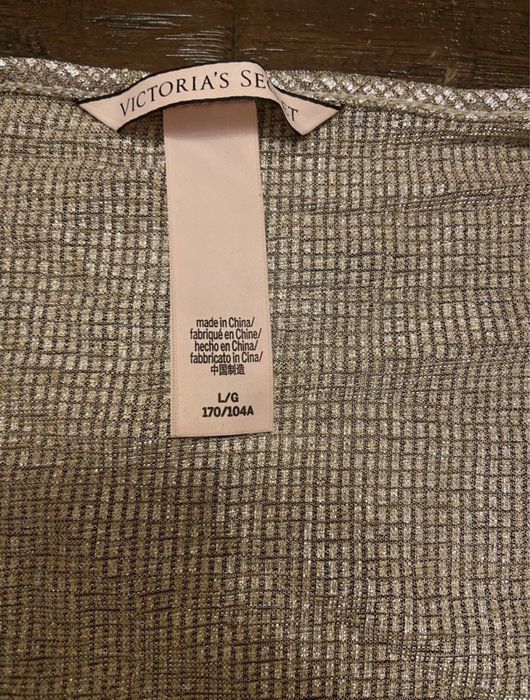 VICTORIA'S SECRET
made in China/
fabriqué en Chine/
hecho en China/
fabbricato in Cina/
中国制造
L/G
170/104A